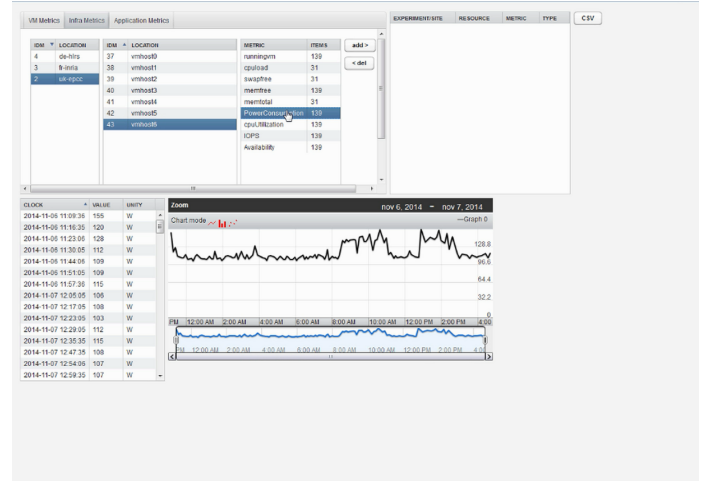 VM Metrics Infra Metrics Application Metrics
EXPERIMENT/SITE RESOURCE METRIC TYPE CSV
IDM LOCATION IDM LOCATION METRIC ITEMS add >
4 de-hlrs 37 vmhost0 runningvm 139
3 fr-inria 38 vmhost1 cpuload 31 < del
2 uk-epcc 39 vmhost2 swapfree 31
40 vmhost3 memfree 139
41 vmhost4 memtotal 31
42 vmhost5 PowerConsumption 139
43 vmhost6 cpuUtilization 139
IOPS 139
Availability 139
CLOCK VALUE UNITY
2014-11-06 11:09:36 155 W
2014-11-06 11:16:35 120 W
2014-11-06 11:23:06 128 W
2014-11-06 11:30:05 112 W
2014-11-06 11:44:06 109 W
2014-11-06 11:51:05 109 W
2014-11-06 11:57:36 115 W
2014-11-07 12:05:05 106 W
2014-11-07 12:17:05 108 W
2014-11-07 12:23:05 103 W
2014-11-07 12:29:05 112 W
2014-11-07 12:35:35 115 W
2014-11-07 12:47:35 108 W
2014-11-07 12:54:06 107 W
2014-11-07 12:59:35 107 W
Zoom nov 6, 2014 - nov 7, 2014
Chart mode Graph 0
128.8
96.6
64.4
32.2
0
PM 12:00 AM 2:00 AM 4:00 AM 6:00 AM 8:00 AM 10:00 AM 12:00 PM 2:00 PM 4:00
PM 12:00 AM 2:00 AM 4:00 AM 6:00 AM 8:00 AM 10:00 AM 12:00 PM 2:00 PM 4:00